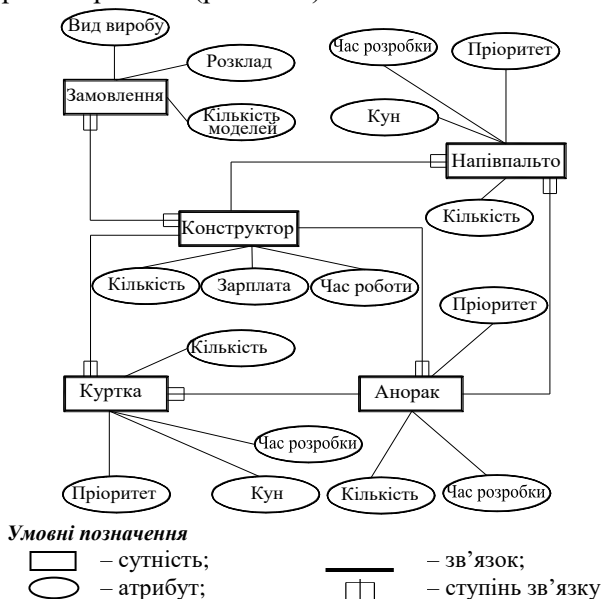 Вид виробу
Розклад
Замовлення
Кількість
моделей
Час розробки
Пріоритет
Кун
Напівпальто
Кількість
Конструктор
Кількість
Зарплата
Час роботи
Пріоритет
Кількість
Куртка
Анорак
Час розробки
Пріоритет
Кун
Кількість
Час розробки
Умовні позначення
– сутність;
– зв’язок;
– атрибут;
– ступінь зв’язку